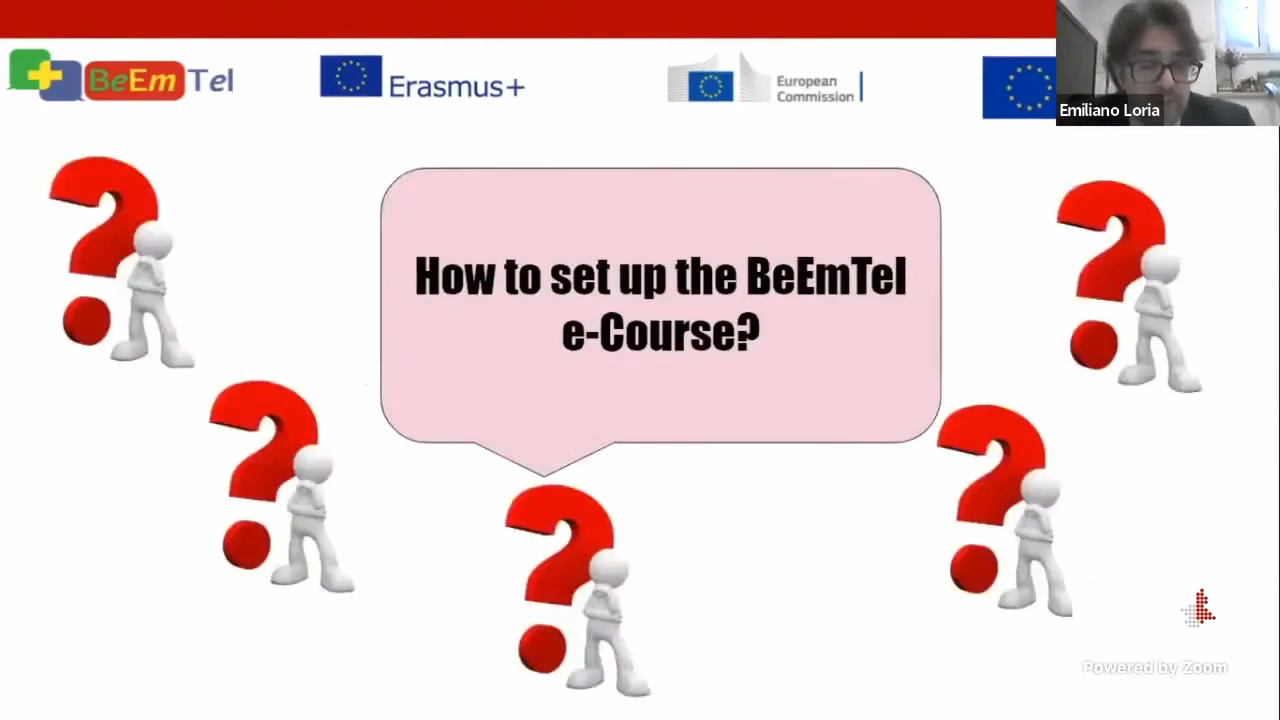 BeEm Tel
Erasmus+
European
Commission
Emiliano Loria
How to set up the BeEmTel
e-Course?
Powered by Zoom